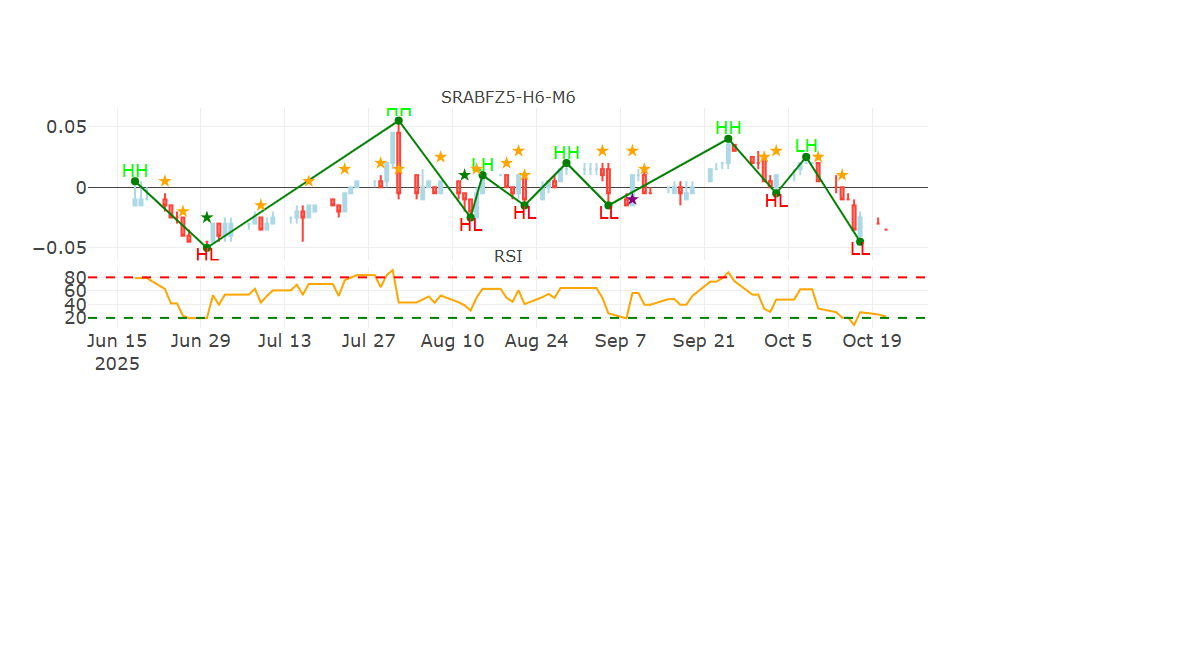 SRABFZ5-H6-M6
0.05
0
−0.05
HH
HL
HH
HL
LH
HL
HH
LL
HH
HL
LH
LL
RSI
80
60
40
20
Jun 15 Jun 29 Jul 13 Jul 27 Aug 10 Aug 24 Sep 7 Sep 21 Oct 5 Oct 19
2025